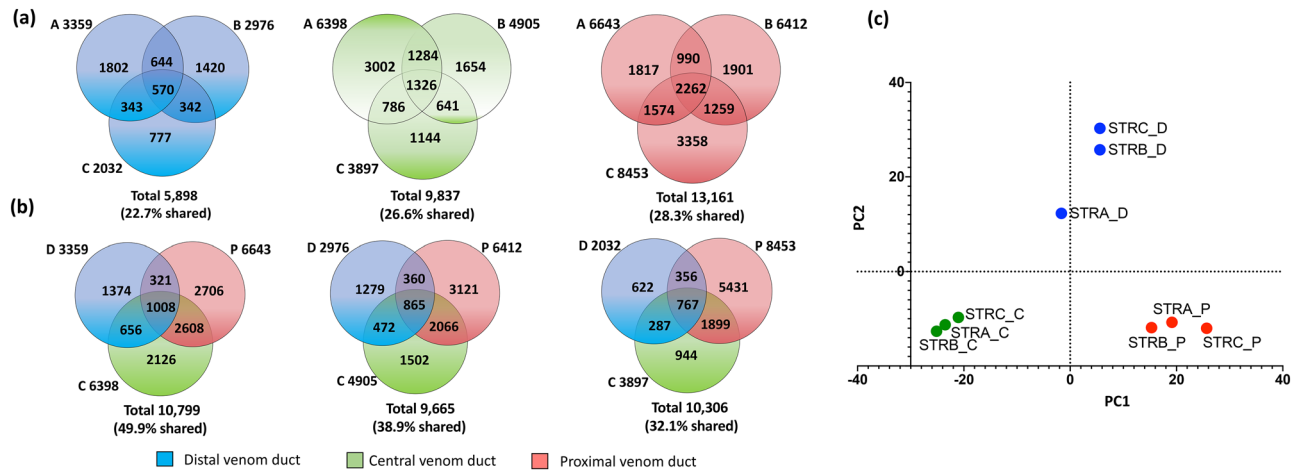 (a)
A 3359
B 2976
1802
644
1420
570
343
342
777
C 2032
Total 5,898
(22.7% shared)
A 6398
B 4905
3002
1284
1654
1326
786
641
1144
C 3897
Total 9,837
(26.6% shared)
A 6643
B 6412
1817
990
1901
2262
1574
1259
3358
C 8453
Total 13,161
(28.3% shared)
(b)
D 3359
P 6643
1374
321
2706
1008
656
2608
2126
C 6398
Total 10,799
(49.9% shared)
D 2976
P 6412
1279
360
3121
865
472
2066
1502
C 4905
Total 9,665
(38.9% shared)
D 2032
P 8453
622
356
5431
767
287
1899
944
C 3897
Total 10,306
(32.1% shared)
Distal venom duct
Central venom duct
Proximal venom duct
(c)
40
20
0
PC2
STRC_D
STRB_D
STRA_D
STRC_C
STRA_C
STRB_C
STRA_P
STRB_P
STRC_P
-40
-20
0
20
40
PC1